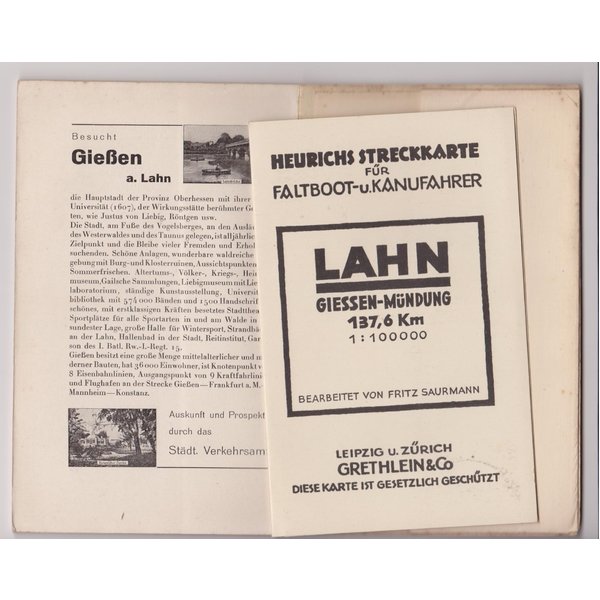 Besucht
Gießen
a. Lahn
die Hauptstadt der Provinz Oberhessen mit ihrer
Universität (1607), der Wirkungsstätte berühmter Ge
ten, wie Justus von Liebig, Röntgen usw.
Die Stadt, am Fuße des Vogelsberges, an den Ausläu
des Westerwaldes und des Taunus gelegen, ist alljährlic
Zielpunkt und die Bleibe vieler Fremden und Erhol
suchenden. Schöne Anlagen, wunderbare waldreiche
gebung mit Burg- und Klosterruinen, Aussichtspunkten
Sommerfrischen. Altertums-, Völker-, Kriegs-, Hei
museum, Gailsche Sammlungen, Liebigmuseum mit Lie
laboratorium, ständige Kunstausstellung, Universit
bibliothek mit 574000 Bänden und 1500 Handschrif
schönes, mit erstklassigen Kräften besetztes Stadtthea
Sportplätze für alle Sportarten in und am Walde in
sundester Lage, große Halle für Wintersport, Strandbä
an der Lahn, Hallenbad in der Stadt, Reitinstitut, Gar
son des I. Batl. Rw.-I.-Regt. 15.
Gießen besitzt eine große Menge mittelalterlicher und m
derner Bauten, hat 36000 Einwohner, ist Knotenpunkt v
8 Eisenbahnlinien, Ausgangspunkt von 9 Kraftfahrlini
und Flughafen an der Strecke Gießen—Frankfurt a. M.
Mannheim—Konstanz.
Auskunft und Prospekt
durch das
Städt. Verkehrsamt
HEURICHS STRECKKARTE
FÜR
FALTBOOT-U.KANUFAHRER
LAHN
GIESSEN-MÜNDUNG
137,6 Km
1:100000
BEARBEITET VON FRITZ SAURMANN
LEIPZIG U. ZÜRICH
GRETHLEIN&Co
DIESE KARTE IST GESETZLICH GESCHÜTZT